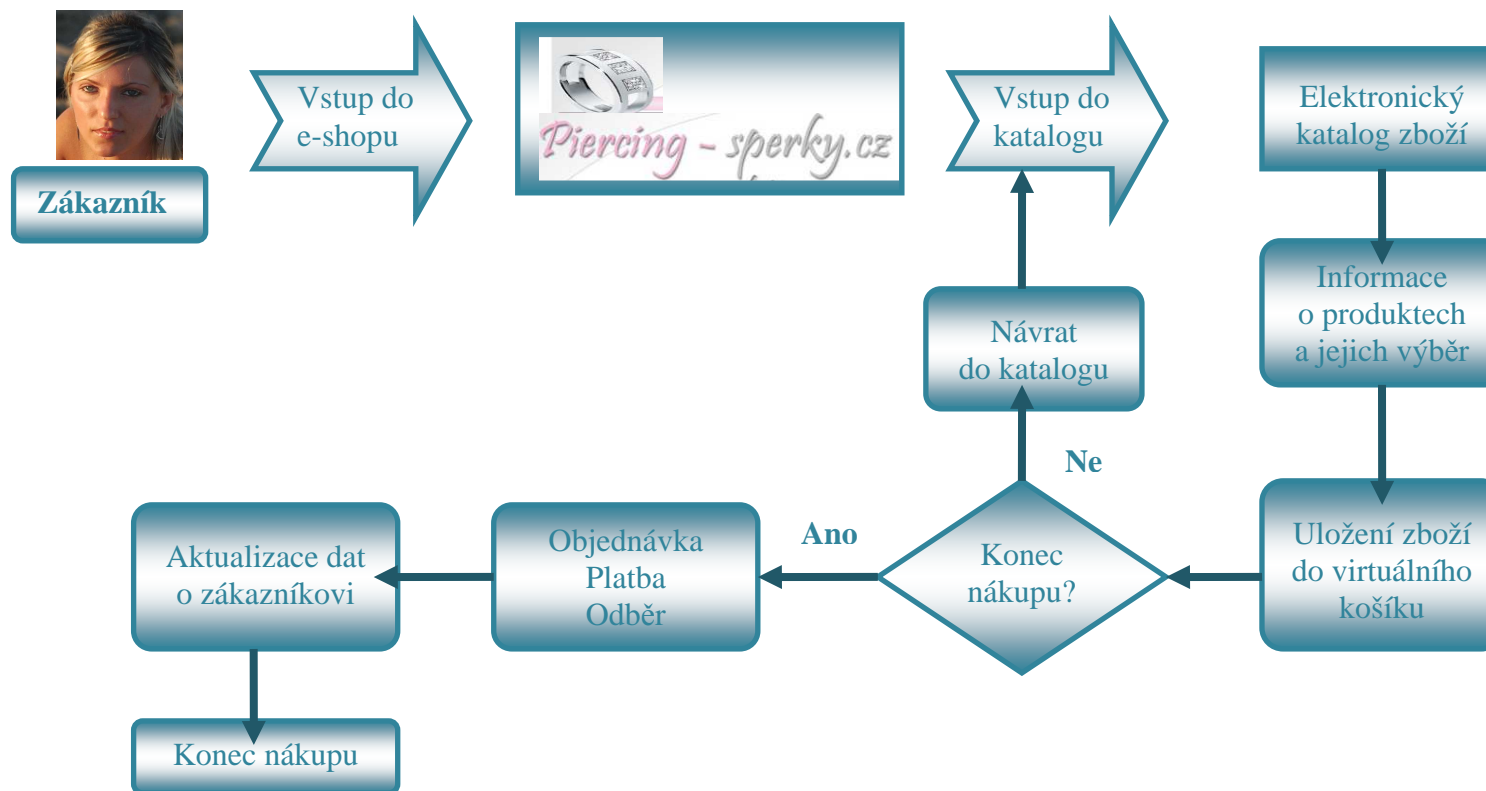 Zákazník
Vstup do
e-shopu
Piercing - sperky.cz
Vstup do
katalogu
Elektronický
katalog zboží
Informace
o produktech
a jejich výběr
Návrat
do katalogu
Ne
Uložení zboží
do virtuálního
košíku
Konec
nákupu?
Ano
Objednávka
Platba
Odběr
Aktualizace dat
o zákazníkovi
Konec nákupu